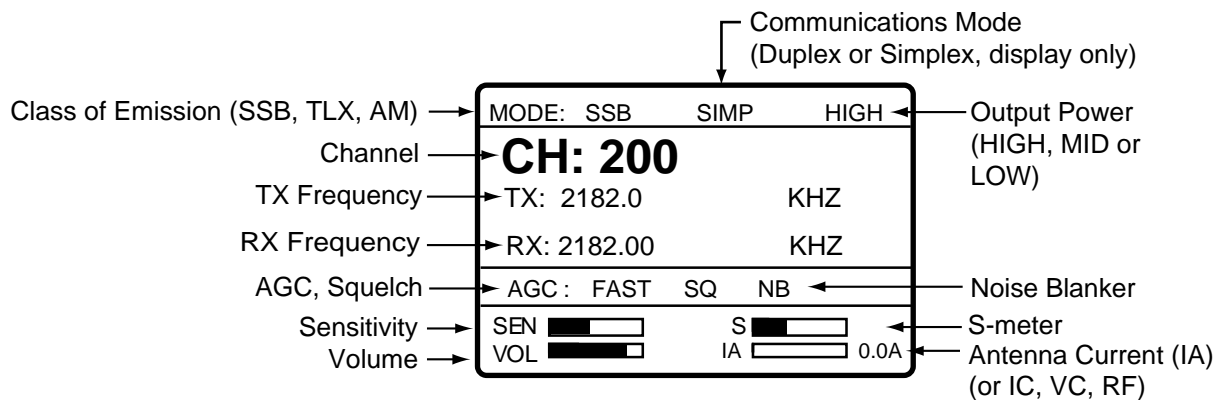 Communications Mode
(Duplex or Simplex, display only)
Class of Emission (SSB, TLX, AM)
MODE: SSB SIMP HIGH
Output Power
(HIGH, MID or
LOW)
Channel
CH: 200
TX Frequency
TX: 2182.0 KHZ
RX Frequency
RX: 2182.00 KHZ
AGC, Squelch
AGC : FAST SQ NB
Noise Blanker
Sensitivity
SEN S
S-meter
Volume
VOL IA 0.0A
Antenna Current (IA)
(or IC, VC, RF)